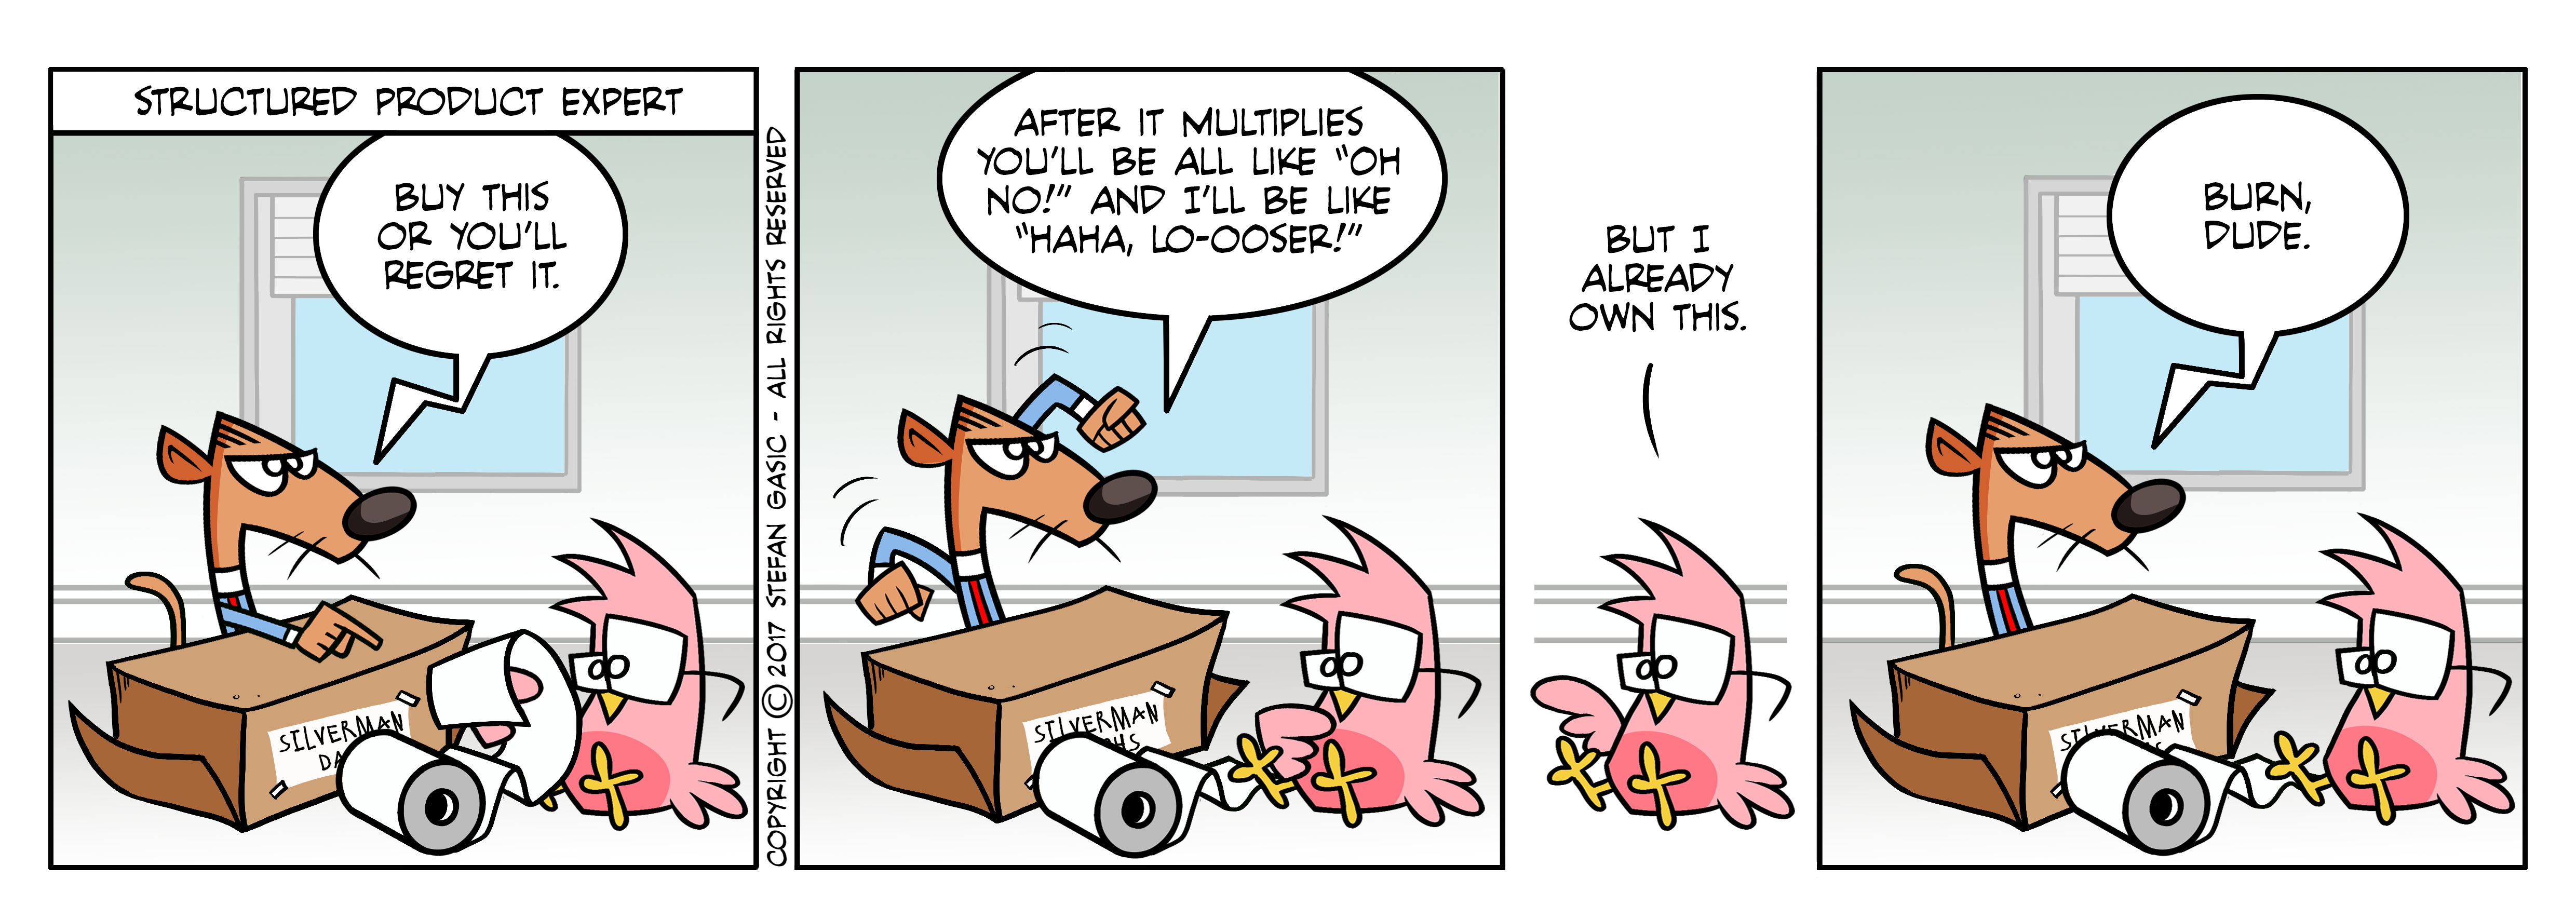 STRUCTURED PRODUCT EXPERT
BUY THIS
OR YOU'LL
REGRET IT.
SILVERMAN
DA
COPYRIGHT © 2017 STEFAN GASIC - ALL RIGHTS RESERVED
AFTER IT MULTIPLIES
YOU'LL BE ALL LIKE "OH
NO!" AND I'LL BE LIKE
"HAHA, LO-OOSER!"
SILVERMAN
HS
BUT I
ALREADY
OWN THIS.
BURN,
DUDE.
SILVERMAN